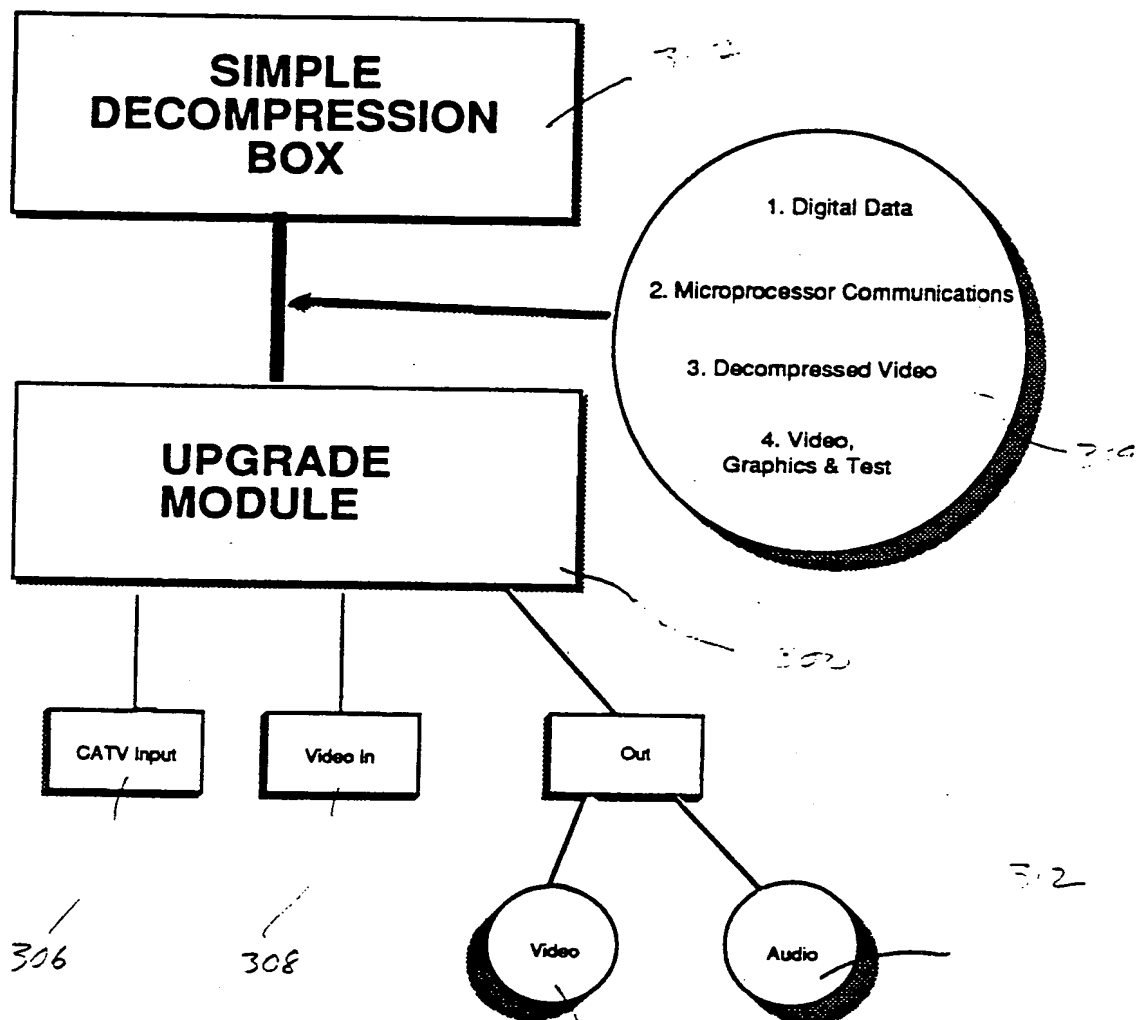 SIMPLE
DECOMPRESSION
BOX
1. Digital Data
2. Microprocessor Communications
3. Decompressed Video
4. Video,
Graphics & Test
UPGRADE
MODULE
CATV Input
Video In
Out
Video
Audio
306
308